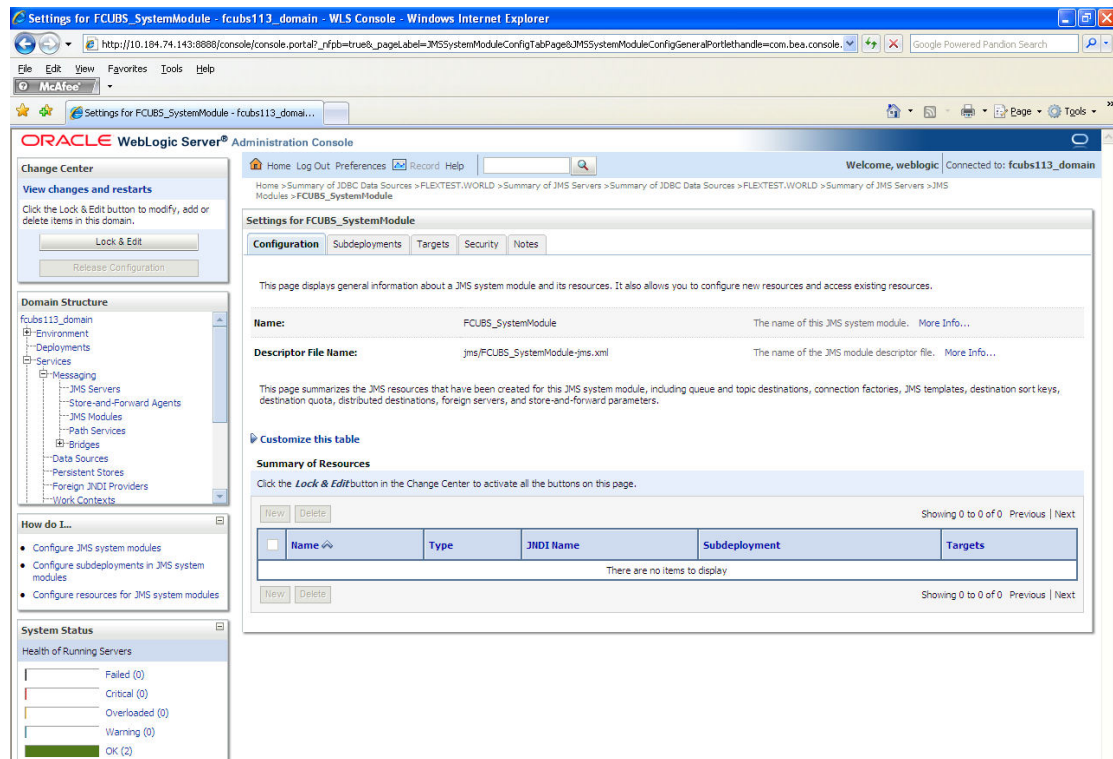 Settings for FCUBS_SystemModule - fcubs113_domain - WLS Console - Windows Internet Explorer
http://10.184.74.143:8888/console/console.portal?_nfpb=true&_pageLabel=JMSSystemModuleConfigTabPage&JMSSystemModuleConfigGeneralPortlethandle=com.bea.console.
Google Powered Pandion Search
File Edit View Favorites Tools Help
McAfee
Settings for FCUBS_SystemModule - fcubs113_domai...
Page Tools
ORACLE WebLogic Server® Administration Console
Change Center
View changes and restarts
Click the Lock & Edit button to modify, add or
delete items in this domain.
Lock & Edit
Release Configuration
Domain Structure
fcubs113_domain
Environment
Deployments
Services
Messaging
JMS Servers
Store-and-Forward Agents
JMS Modules
Path Services
Bridges
Data Sources
Persistent Stores
Foreign JNDI Providers
Work Contexts
How do I...
Configure JMS system modules
Configure subdeployments in JMS system
modules
Configure resources for JMS system modules
System Status
Health of Running Servers
Failed (0)
Critical (0)
Overloaded (0)
Warning (0)
OK (2)
Home Log Out Preferences Record Help
Welcome, weblogic Connected to: fcubs113_domain
Home >Summary of JDBC Data Sources >FLEXTEST.WORLD >Summary of JMS Servers >Summary of JDBC Data Sources >FLEXTEST.WORLD >Summary of JMS Servers >JMS
Modules >FCUBS_SystemModule
Settings for FCUBS_SystemModule
Configuration Subdeployments Targets Security Notes
This page displays general information about a JMS system module and its resources. It also allows you to configure new resources and access existing resources.
Name: FCUBS_SystemModule The name of this JMS system module. More Info...
Descriptor File Name: jms/FCUBS_SystemModule-jms.xml The name of the JMS module descriptor file. More Info...
This page summarizes the JMS resources that have been created for this JMS system module, including queue and topic destinations, connection factories, JMS templates, destination sort keys,
destination quota, distributed destinations, foreign servers, and store-and-forward parameters.
Customize this table
Summary of Resources
Click the Lock & Edit button in the Change Center to activate all the buttons on this page.
New Delete Showing 0 to 0 of 0 Previous | Next
Name Type JNDI Name Subdeployment Targets
There are no items to display
New Delete Showing 0 to 0 of 0 Previous | Next